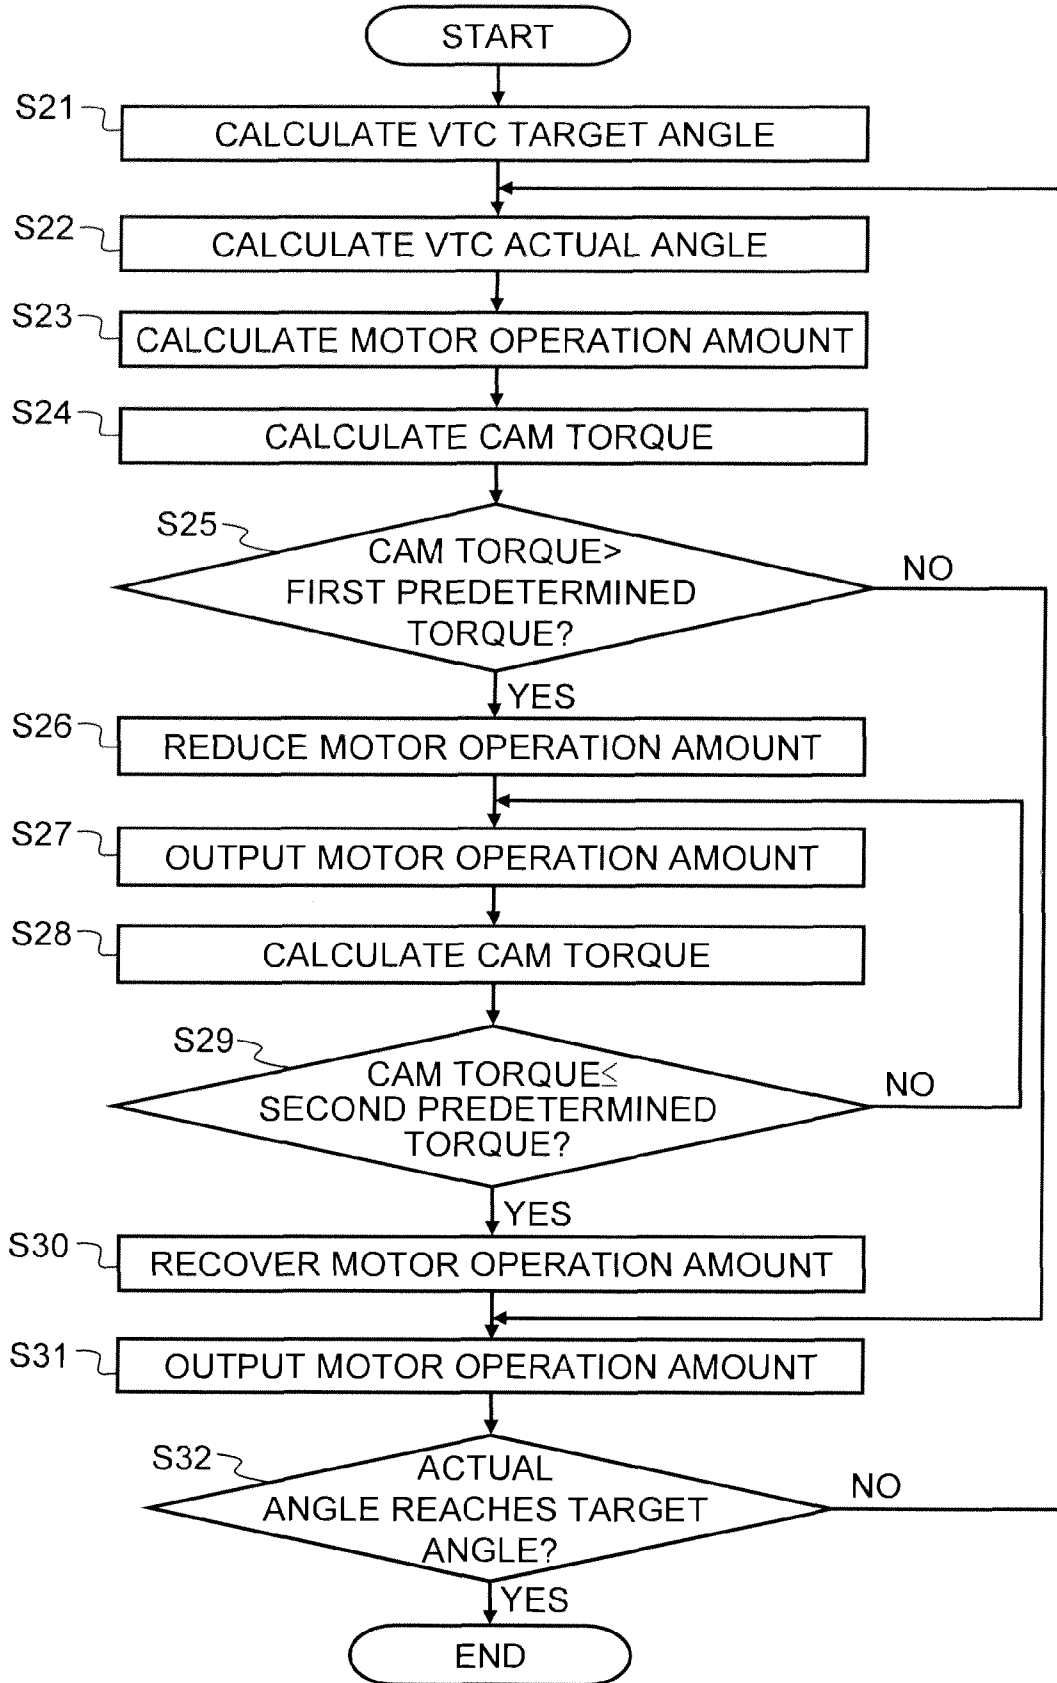 START
S21
CALCULATE VTC TARGET ANGLE
S22
CALCULATE VTC ACTUAL ANGLE
S23
CALCULATE MOTOR OPERATION AMOUNT
S24
CALCULATE CAM TORQUE
S25
CAM TORQUE>
FIRST PREDETERMINED
TORQUE?
NO
YES
S26
REDUCE MOTOR OPERATION AMOUNT
S27
OUTPUT MOTOR OPERATION AMOUNT
S28
CALCULATE CAM TORQUE
S29
CAM TORQUE≦
SECOND PREDETERMINED
TORQUE?
NO
YES
S30
RECOVER MOTOR OPERATION AMOUNT
S31
OUTPUT MOTOR OPERATION AMOUNT
S32
ACTUAL
ANGLE REACHES TARGET
ANGLE?
NO
YES
END